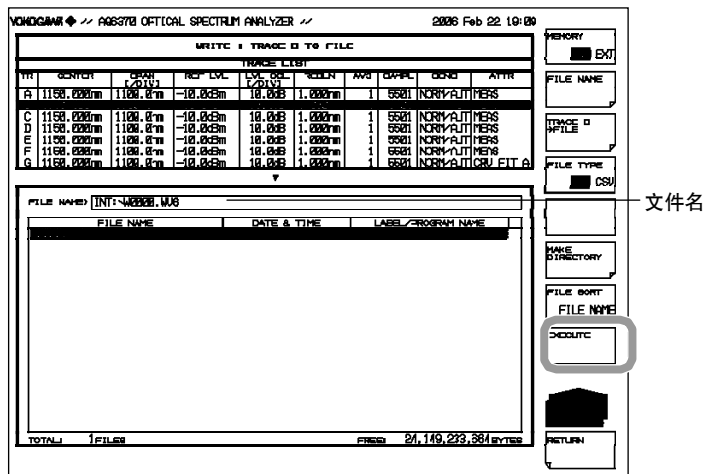 YOKOGAWA ◆ // AQ6370 OPTICAL SPECTRUM ANALYZER // 2006 Feb 22 19:09
WRITE : TRACE B TO FILE
TRACE LIST
TR CENTER SPAN [/DIV] REF LVL LVL SCL [/DIV] RESLN AVG SAMPL SENS ATTR
A 1150.000nm 1100.0nm -10.0dBm 10.0dB 1.000nm 1 5501 NORM/AUT MEAS
C 1150.000nm 1100.0nm -10.0dBm 10.0dB 1.000nm 1 5501 NORM/AUT MEAS
D 1150.000nm 1100.0nm -10.0dBm 10.0dB 1.000nm 1 5501 NORM/AUT MEAS
E 1150.000nm 1100.0nm -10.0dBm 10.0dB 1.000nm 1 5501 NORM/AUT MEAS
F 1150.000nm 1100.0nm -10.0dBm 10.0dB 1.000nm 1 5501 NORM/AUT MEAS
G 1150.000nm 1100.0nm -10.0dBm 10.0dB 1.000nm 1 5501 NORM/AUT CRV FIT A
▼
FILE NAME> INT:\W0000.WV6
文件名
FILE NAME DATE & TIME LABEL/PROGRAM NAME
TOTAL: 1FILES FREE: 24,149,233,664BYTES
MEMORY
EXT
FILE NAME
TRACE B
→FILE
FILE TYPE
CSV
MAKE
DIRECTORY
FILE SORT
FILE NAME
EXECUTE
RETURN